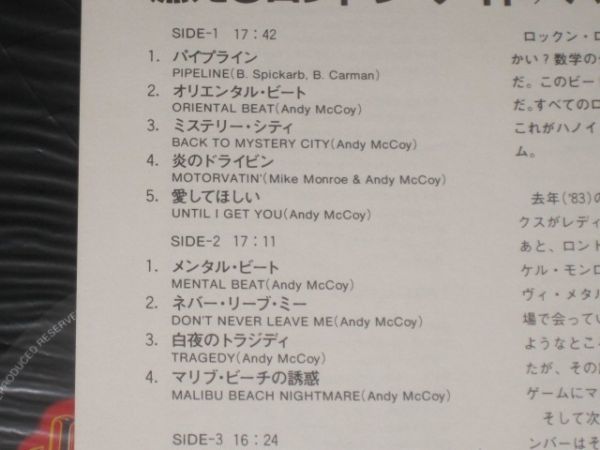 SIDE-1 17：42
1. パイプライン
PIPELINE(B. Spickarb, B. Carman)
2. オリエンタル・ビート
ORIENTAL BEAT(Andy McCoy)
3. ミステリー・シティ
BACK TO MYSTERY CITY(Andy McCoy)
4. 炎のドライビン
MOTORVATIN'(Mike Monroe & Andy McCoy)
5. 愛してほしい
UNTIL I GET YOU(Andy McCoy)
SIDE-2 17：11
1. メンタル・ビート
MENTAL BEAT(Andy McCoy)
2. ネバー・リーブ・ミー
DON'T NEVER LEAVE ME(Andy McCoy)
3. 白夜のトラジディ
TRAGEDY(Andy McCoy)
4. マリブ・ビーチの誘惑
MALIBU BEACH NIGHTMARE(Andy McCoy)
SIDE-3 16：24
ロックン・ロ
かい？数学の
だ。このビー
だ。すべてのロ
これがハノイ
ム。
去年('83)の
クスがレディ
あと、ロント
ケル・モンロ
ヴィ・メタル
場で会ってい
ようなところ
たが、その
ゲームにマ
そして次
ンバーはそ
PRODUCED RESERVE